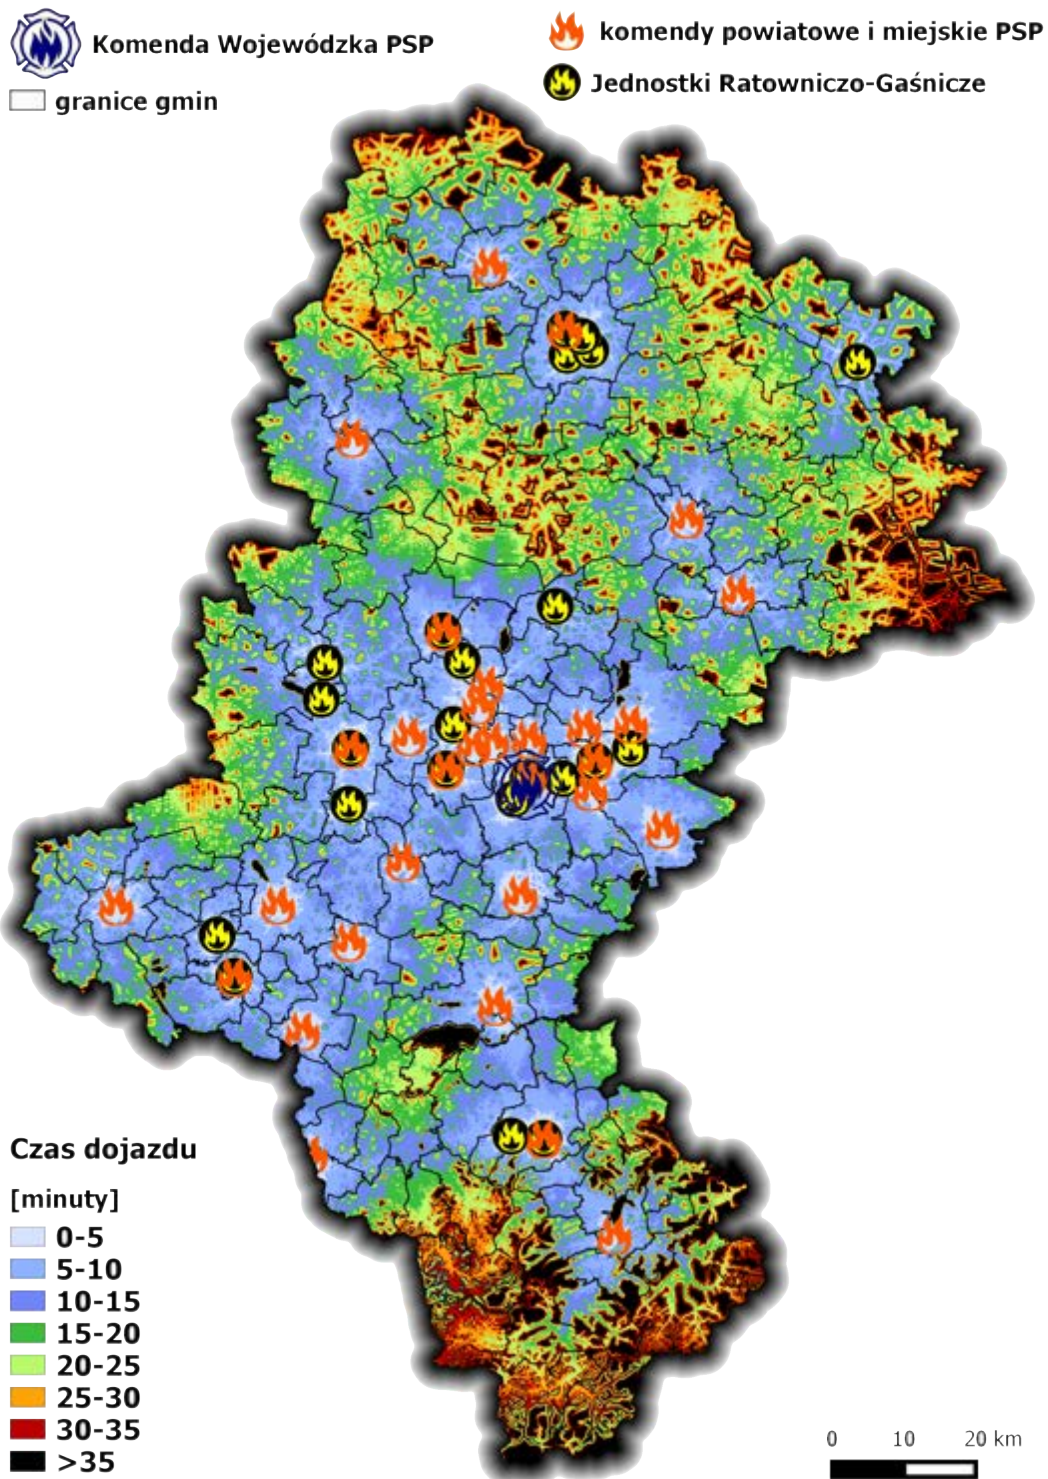 Komenda Wojewódzka PSP
komendy powiatowe i miejskie PSP
granice gmin
Jednostki Ratowniczo-Gaśnicze
Czas dojazdu
[minuty]
0-5
5-10
10-15
15-20
20-25
25-30
30-35
>35
0 10 20 km